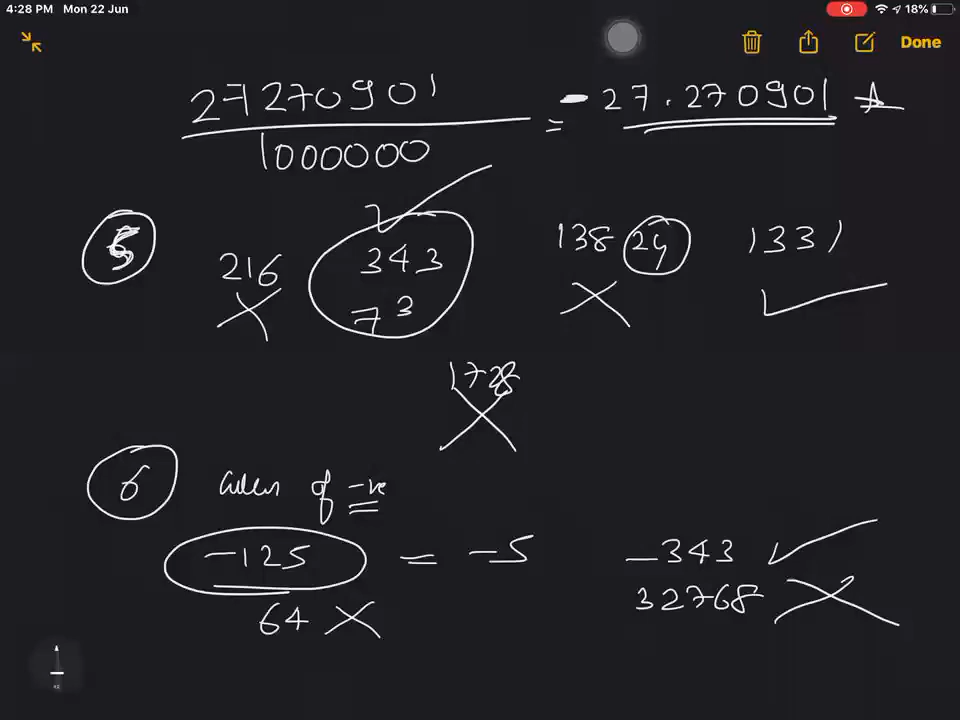 4:28 PM Mon 22 Jun 18%
Done
27270901
1000000
= - 27.270901
5
216 343 13824 1331
7³
1728
6 of -ve
-125 = -5 -343
64 32768